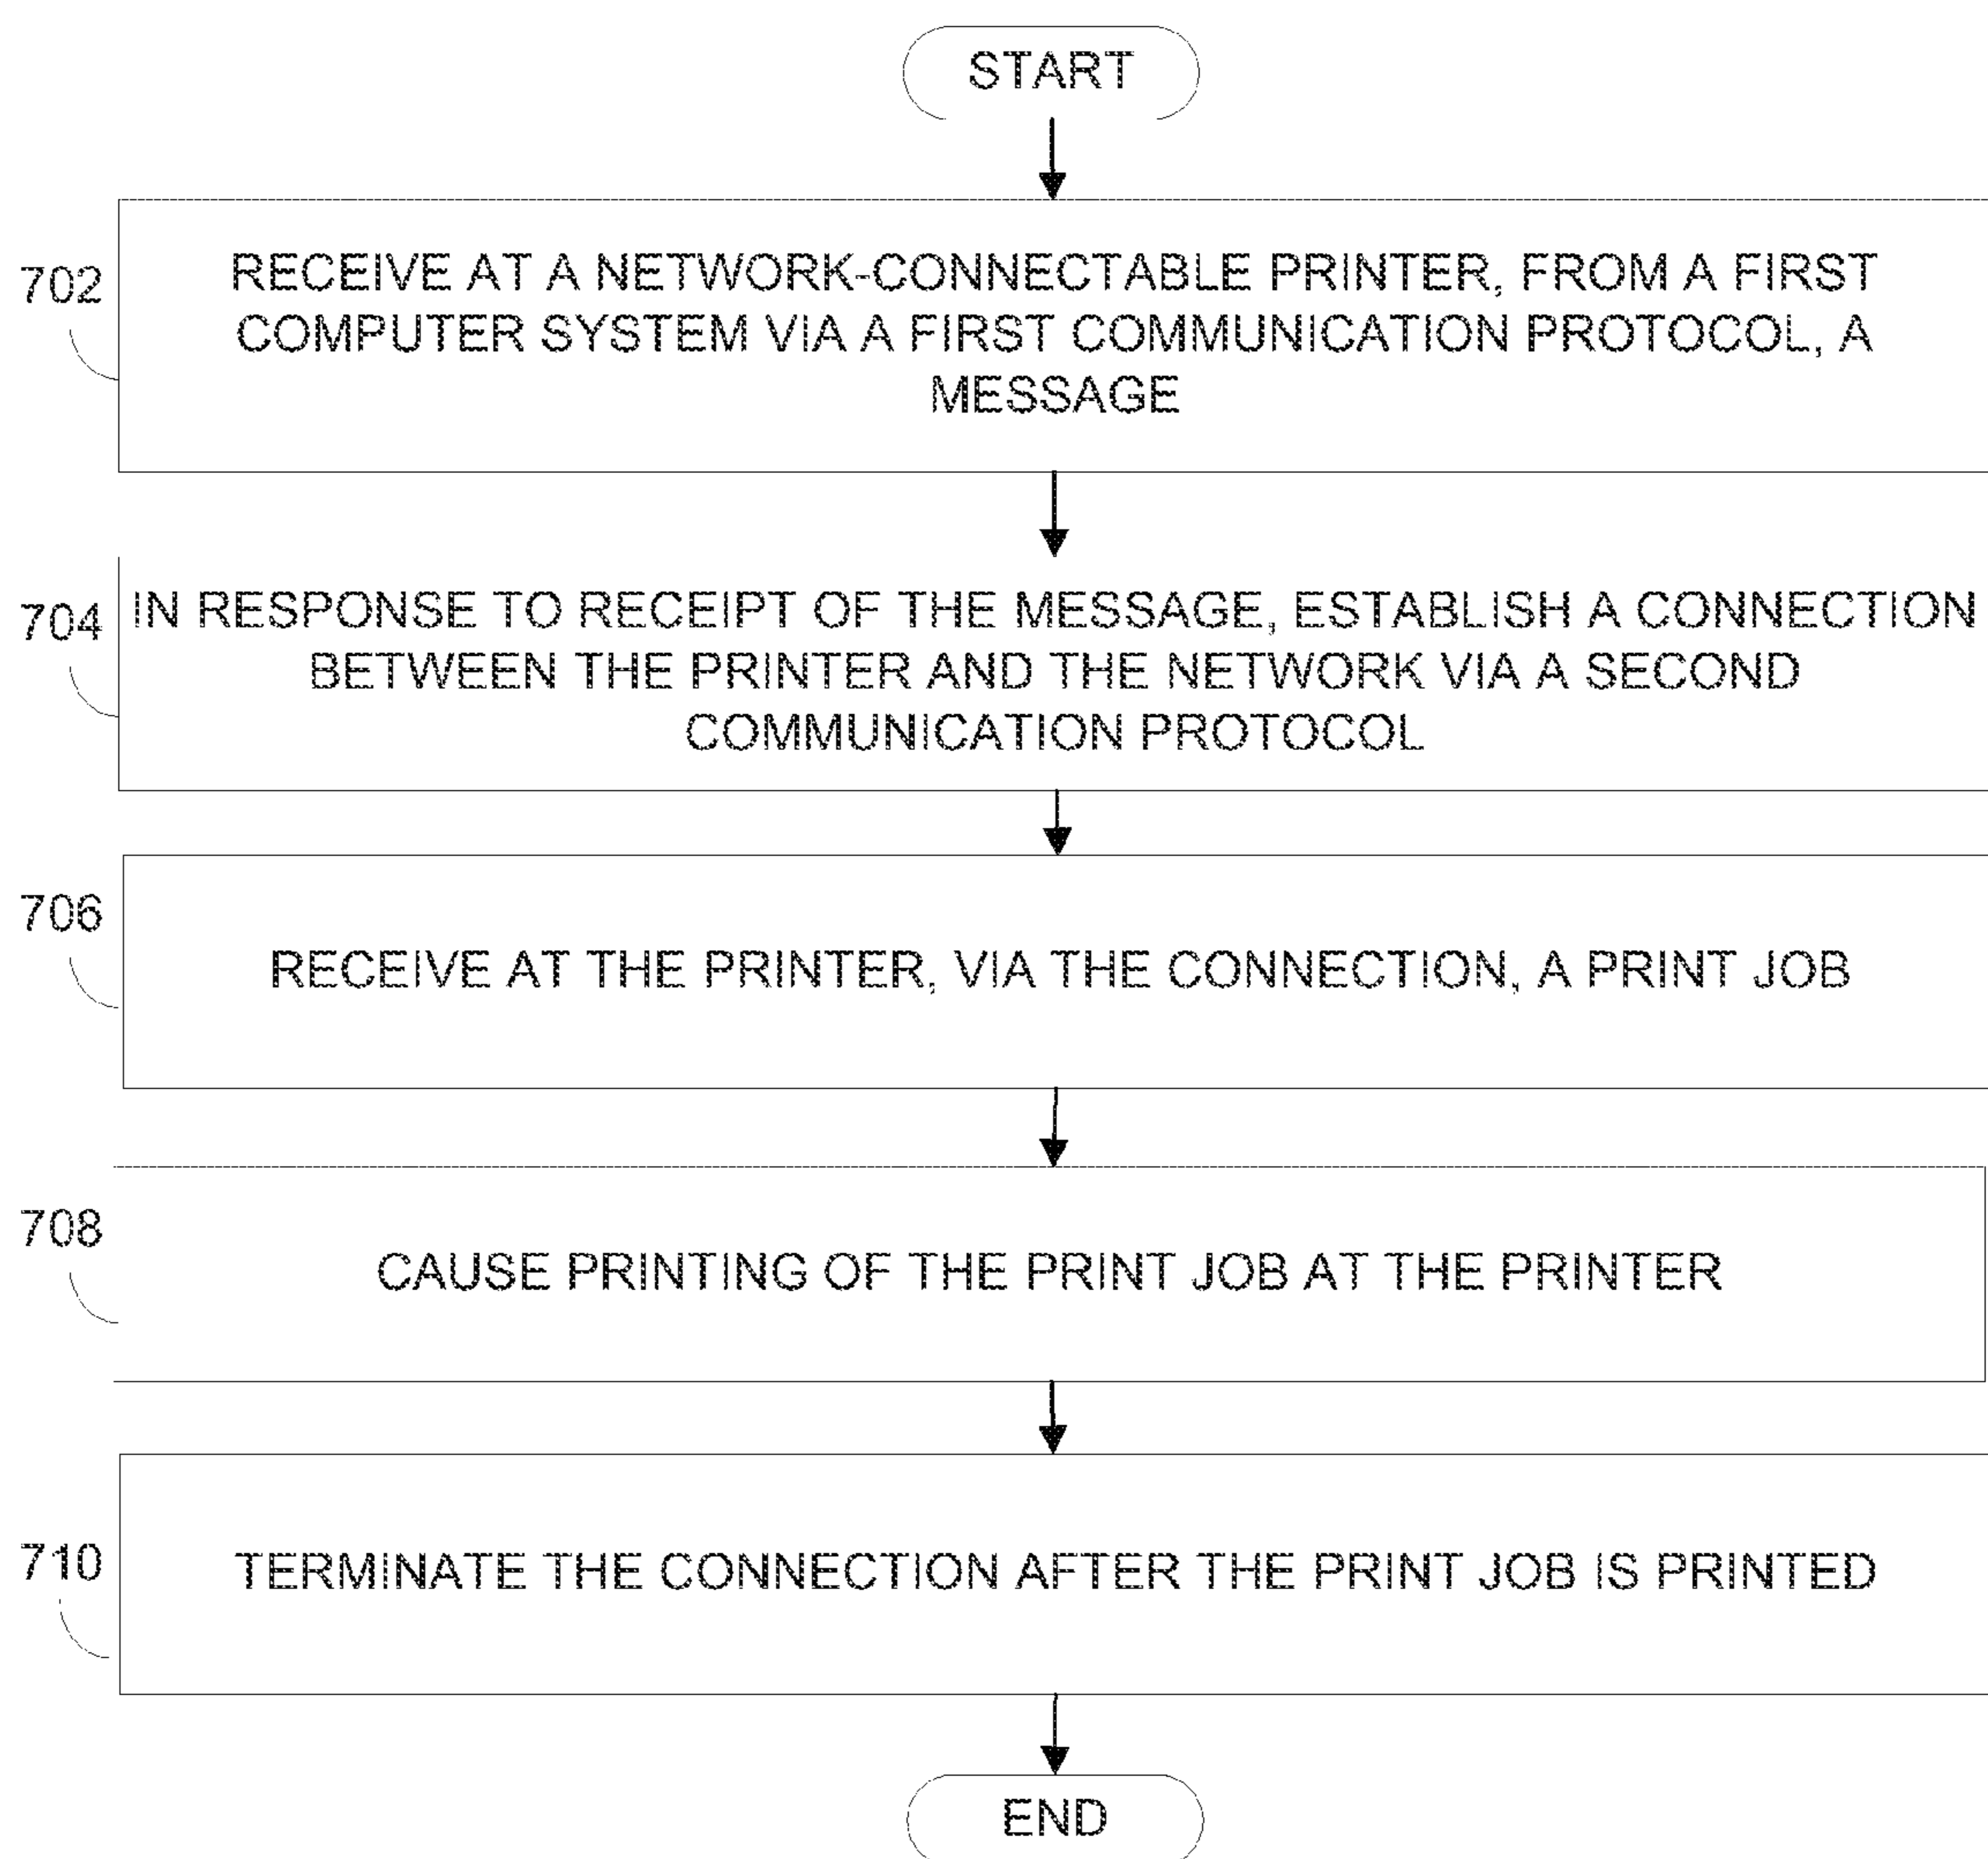 START
702
RECEIVE AT A NETWORK-CONNECTABLE PRINTER, FROM A FIRST
COMPUTER SYSTEM VIA A FIRST COMMUNICATION PROTOCOL, A
MESSAGE
704
IN RESPONSE TO RECEIPT OF THE MESSAGE, ESTABLISH A CONNECTION
BETWEEN THE PRINTER AND THE NETWORK VIA A SECOND
COMMUNICATION PROTOCOL
706
RECEIVE AT THE PRINTER, VIA THE CONNECTION, A PRINT JOB
708
CAUSE PRINTING OF THE PRINT JOB AT THE PRINTER
710
TERMINATE THE CONNECTION AFTER THE PRINT JOB IS PRINTED
END